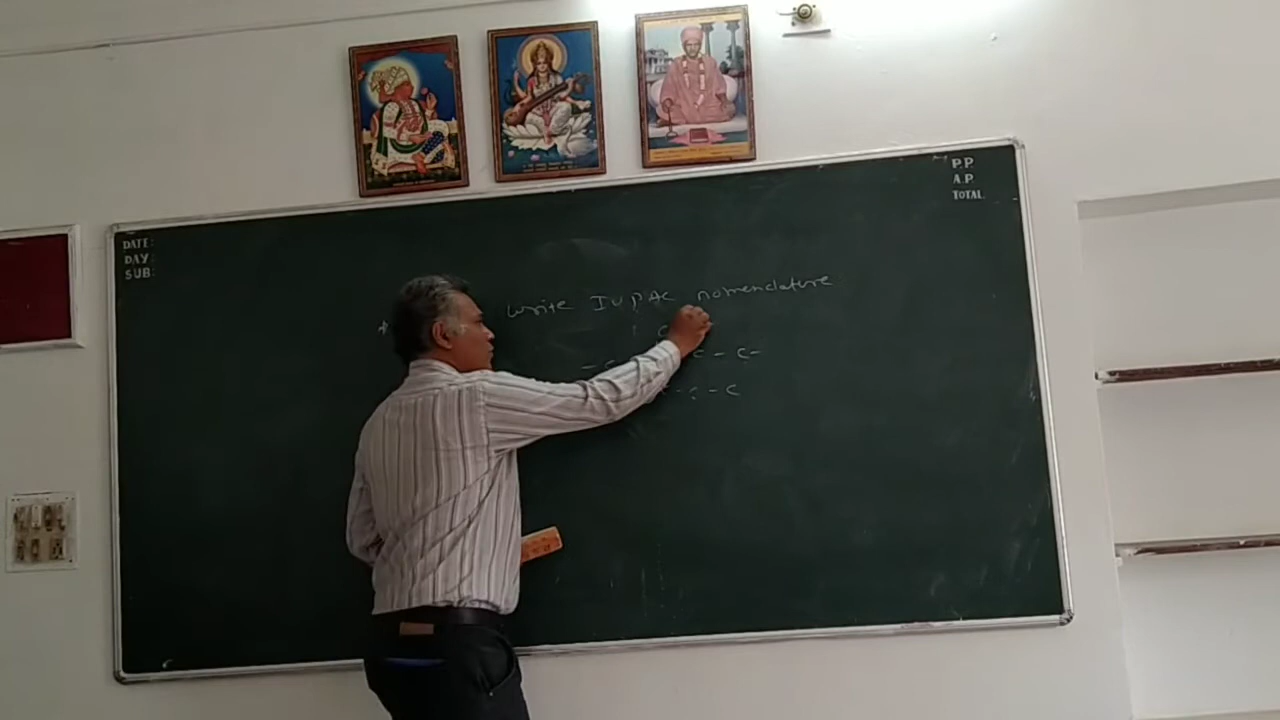 P.P
A.P.
TOTAL
DATE:
DAY:
SUB:
write IUPAC nomenclature
C
- C C - C -
C - C